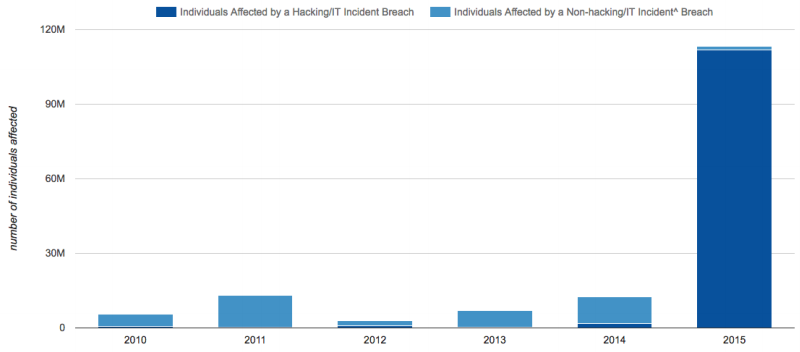 Individuals Affected by a Hacking/IT Incident Breach Individuals Affected by a Non-hacking/IT Incident^ Breach
120M
90M
60M
30M
0
number of individuals affected
2010 2011 2012 2013 2014 2015